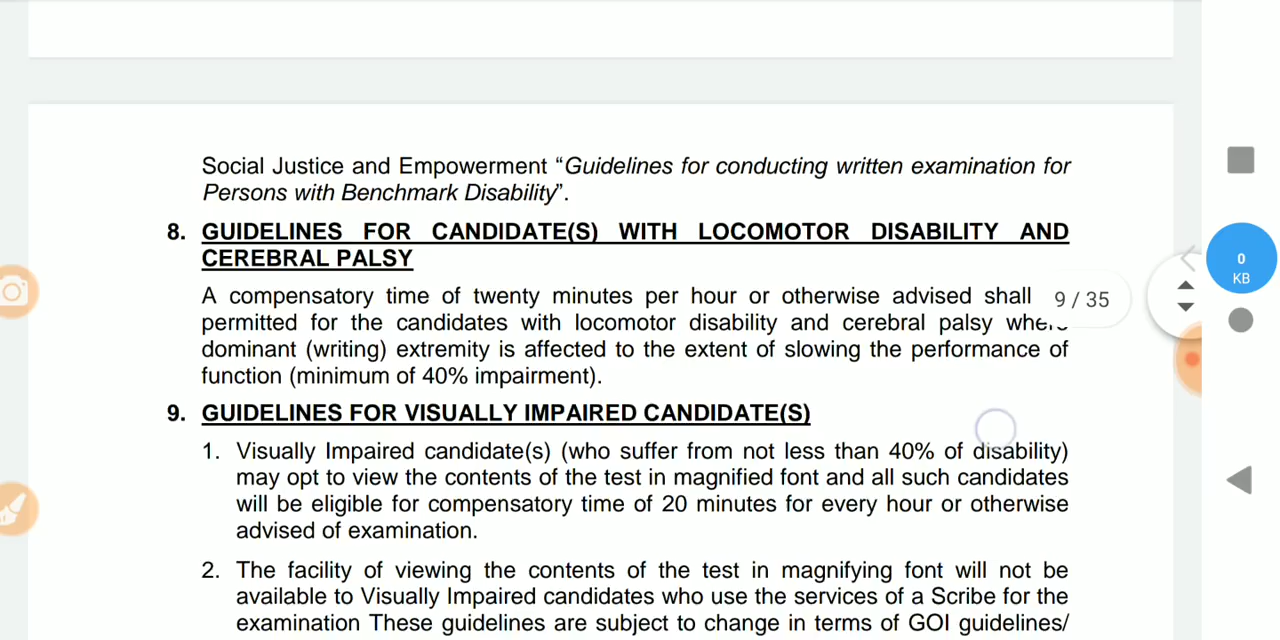 Social Justice and Empowerment “Guidelines for conducting written examination for
Persons with Benchmark Disability”.
8. GUIDELINES FOR CANDIDATE(S) WITH LOCOMOTOR DISABILITY AND
CEREBRAL PALSY
A compensatory time of twenty minutes per hour or otherwise advised shall
9 / 35
permitted for the candidates with locomotor disability and cerebral palsy where
dominant (writing) extremity is affected to the extent of slowing the performance of
function (minimum of 40% impairment).
9. GUIDELINES FOR VISUALLY IMPAIRED CANDIDATE(S)
1. Visually Impaired candidate(s) (who suffer from not less than 40% of disability)
may opt to view the contents of the test in magnified font and all such candidates
will be eligible for compensatory time of 20 minutes for every hour or otherwise
advised of examination.
2. The facility of viewing the contents of the test in magnifying font will not be
available to Visually Impaired candidates who use the services of a Scribe for the
examination These guidelines are subject to change in terms of GOI guidelines/
0
KB